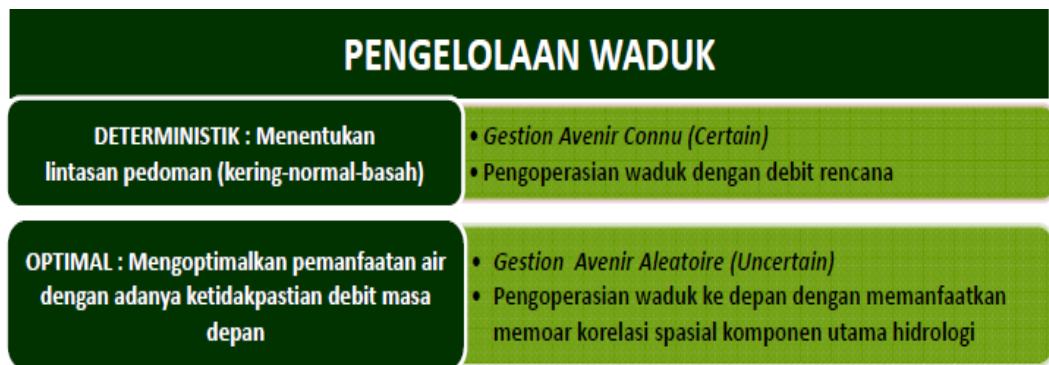 PENGELOLAAN WADUK
DETERMINISTIK : Menentukan
lintasan pedoman (kering-normal-basah)
• Gestion Avenir Connu (Certain)
• Pengoperasian waduk dengan debit rencana
OPTIMAL : Mengoptimalkan pemanfaatan air
dengan adanya ketidakpastian debit masa
depan
• Gestion Avenir Aleatoire (Uncertain)
• Pengoperasian waduk ke depan dengan memanfaatkan
memoar korelasi spasial komponen utama hidrologi